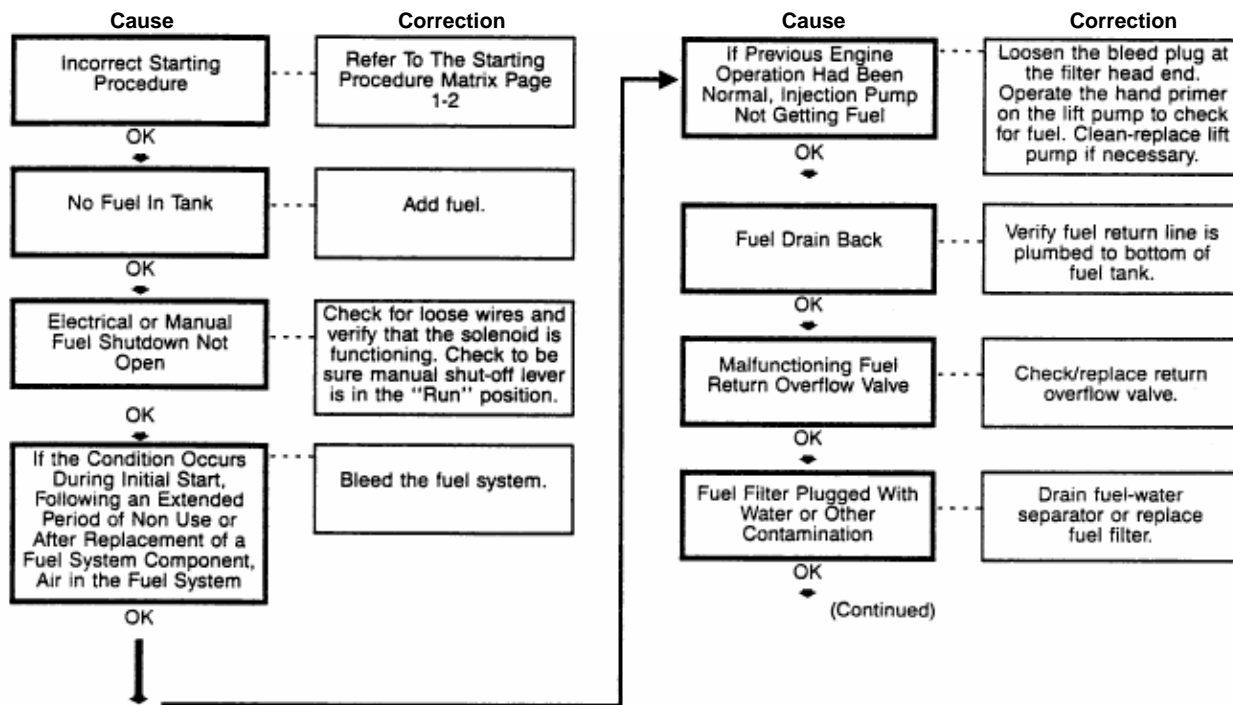 Cause
Correction
Incorrect Starting
Procedure
Refer To The Starting
Procedure Matrix Page
1-2
OK
No Fuel In Tank
Add fuel.
OK
Electrical or Manual
Fuel Shutdown Not
Open
Check for loose wires and
verify that the solenoid is
functioning. Check to be
sure manual shut-off lever
is in the "Run" position.
OK
If the Condition Occurs
During Initial Start,
Following an Extended
Period of Non Use or
After Replacement of a
Fuel System Component,
Air in the Fuel System
Bleed the fuel system.
OK
Cause
Correction
If Previous Engine
Operation Had Been
Normal, Injection Pump
Not Getting Fuel
Loosen the bleed plug at
the filter head end.
Operate the hand primer
on the lift pump to check
for fuel. Clean-replace lift
pump if necessary.
OK
Fuel Drain Back
Verify fuel return line is
plumbed to bottom of
fuel tank.
OK
Malfunctioning Fuel
Return Overflow Valve
Check/replace return
overflow valve.
OK
Fuel Filter Plugged With
Water or Other
Contamination
Drain fuel-water
separator or replace
fuel filter.
OK
(Continued)